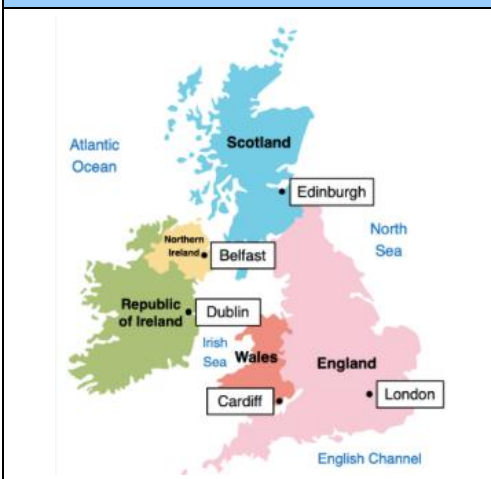 Scotland
Atlantic
Ocean
Edinburgh
North
Sea
Northern
Ireland
Belfast
Republic
of Ireland
Dublin
Irish
Sea
Wales
England
Cardiff
London
English Channel